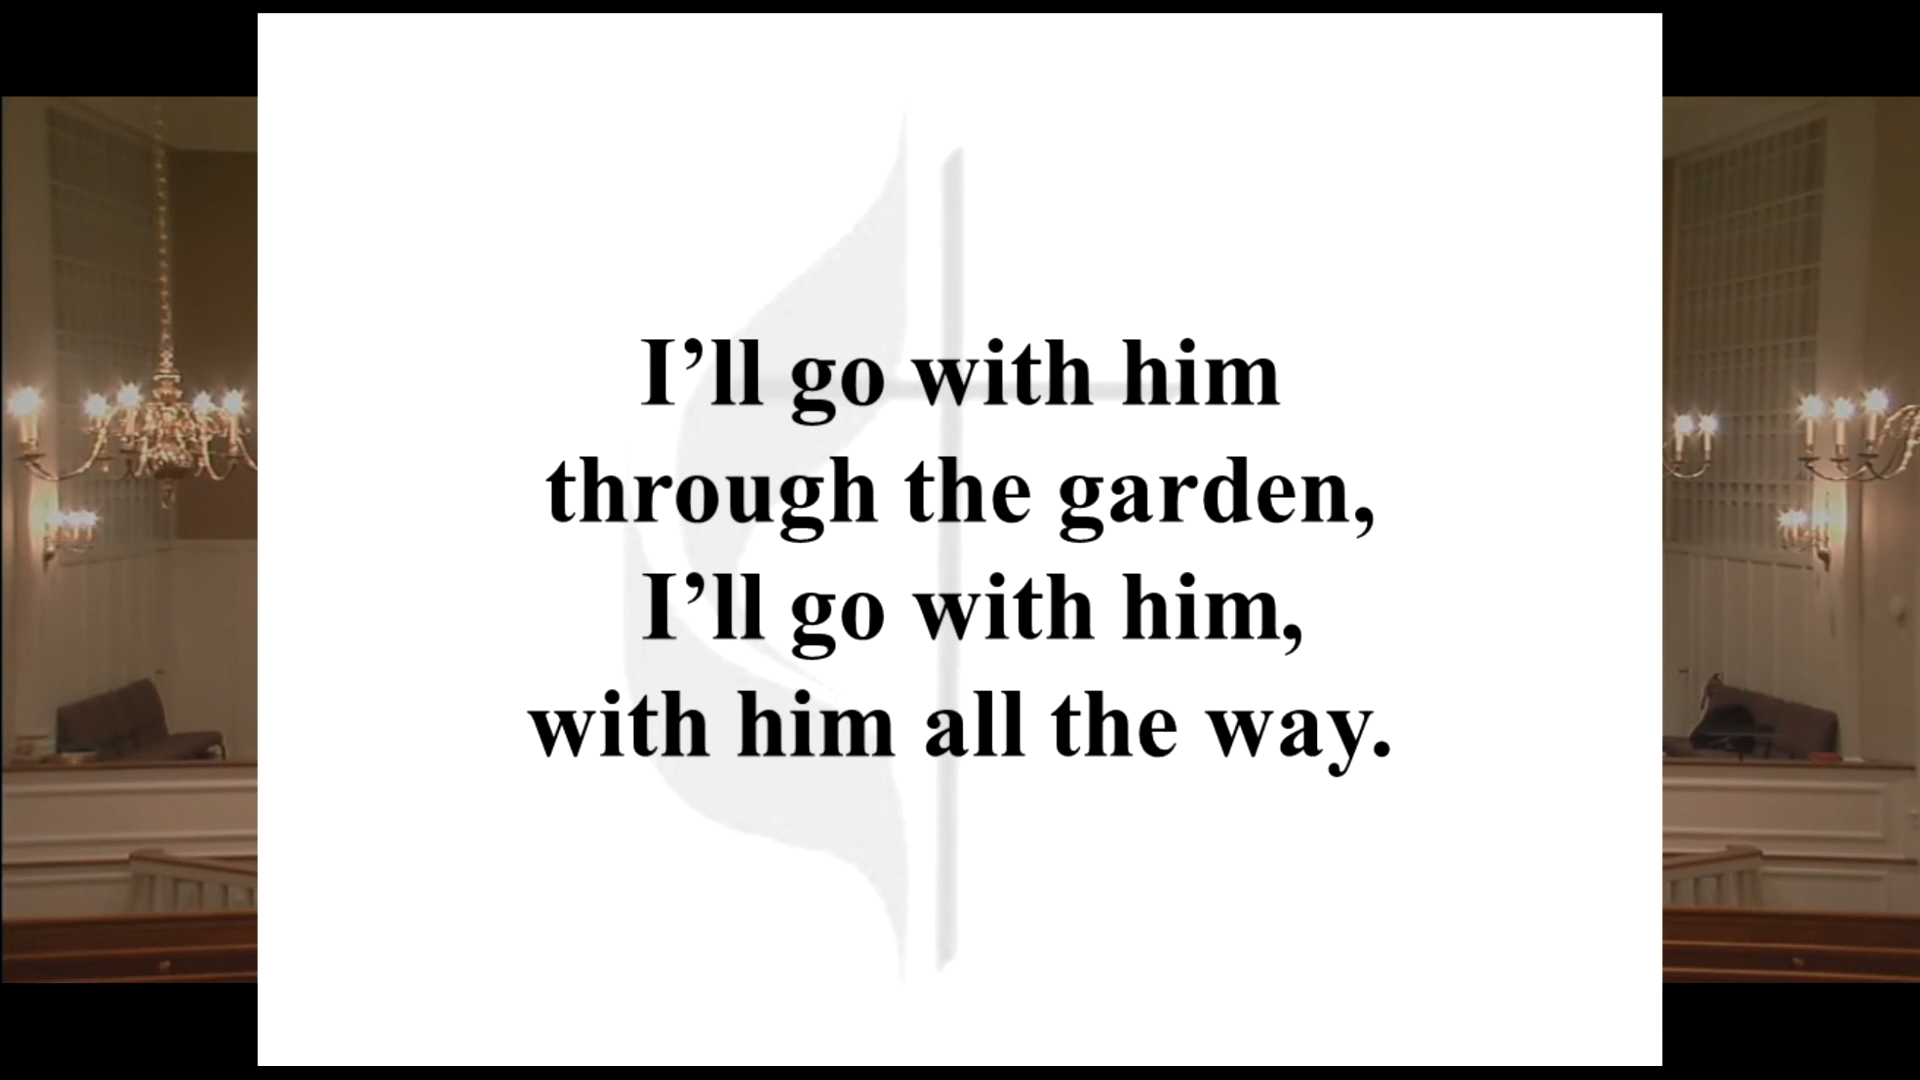 I’ll go with him
through the garden,
I’ll go with him,
with him all the way.